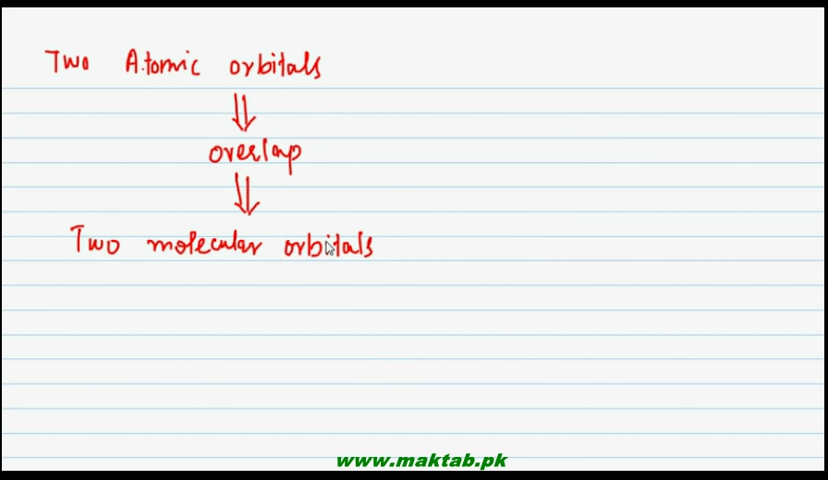 Two Atomic orbitals
⇓
overlap
⇓
Two molecular orbitals
www.maktab.pk